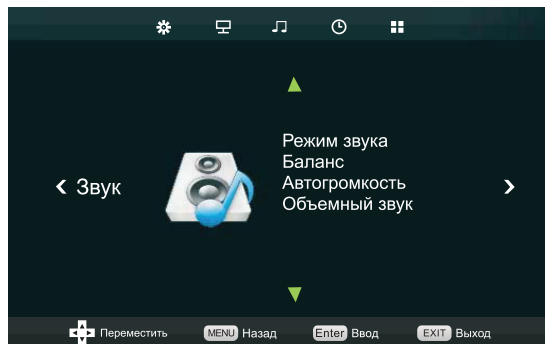 Звук
Режим звука
Баланс
Автогромкость
Объемный звук
Переместить MENU Назад Enter Ввод EXIT Выход